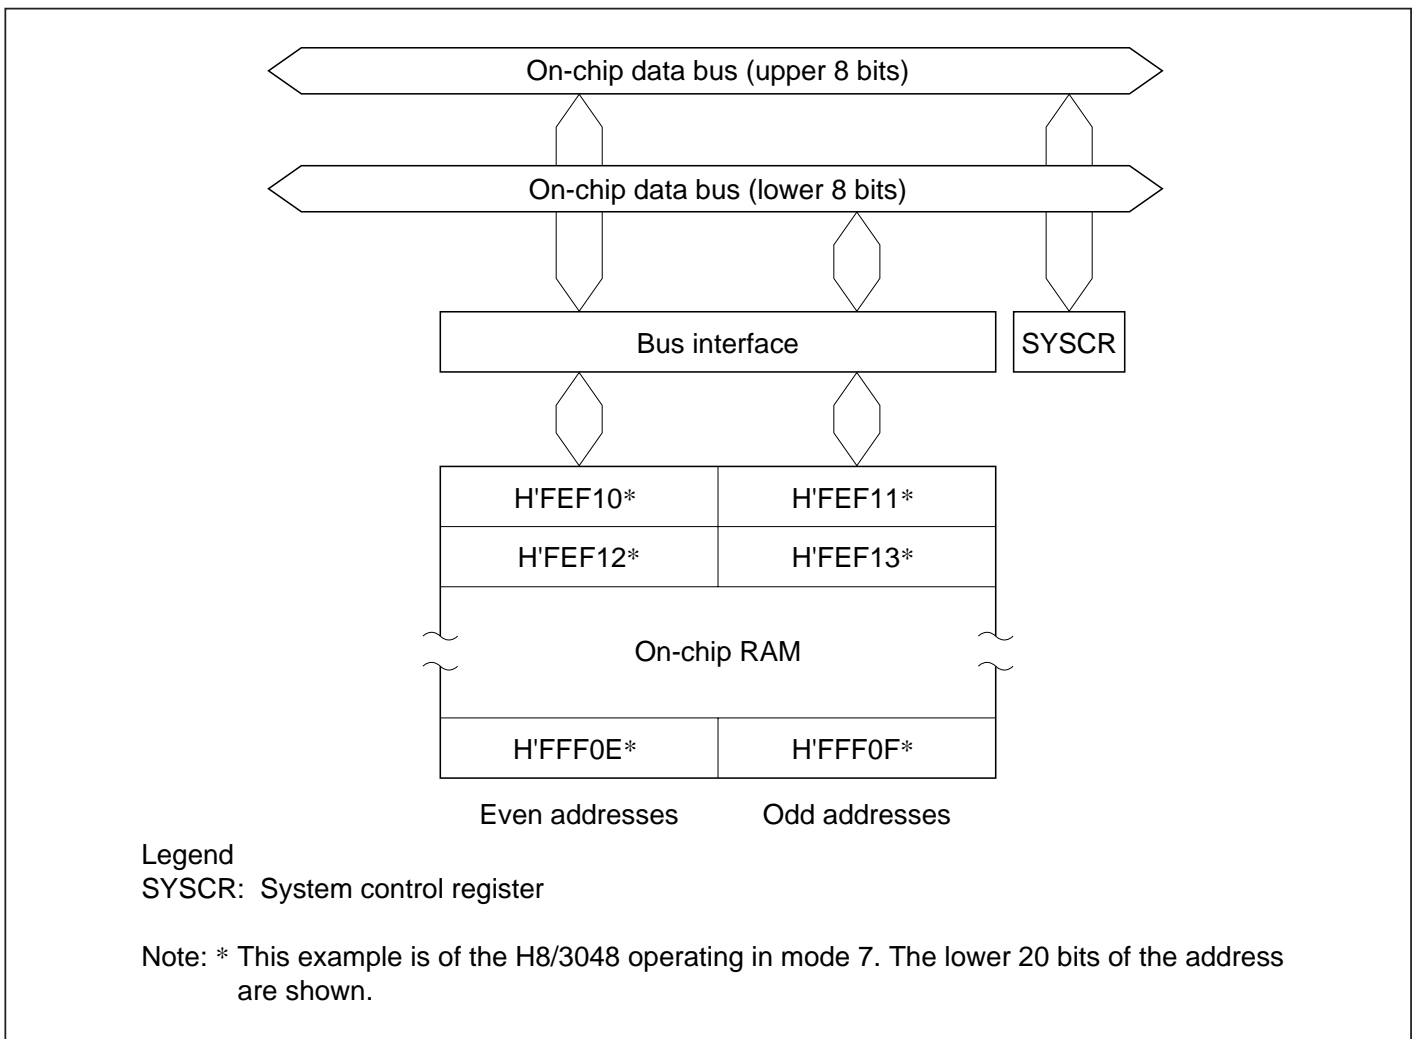 On-chip data bus (upper 8 bits)
On-chip data bus (lower 8 bits)
Bus interface
SYSCR
H'FEF10* H'FEF11*
H'FEF12* H'FEF13*
On-chip RAM
H'FFF0E* H'FFF0F*
Even addresses Odd addresses
Legend
SYSCR: System control register
Note: * This example is of the H8/3048 operating in mode 7. The lower 20 bits of the address
are shown.